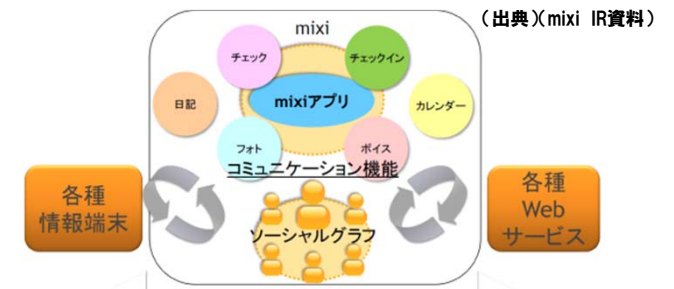 （出典）(mixi IR資料）
mixi
チェック
チェックイン
日記
mixiアプリ
カレンダー
フォト
ボイス
コミュニケーション機能
各種
情報端末
各種
Web
サービス
ソーシャルグラフ